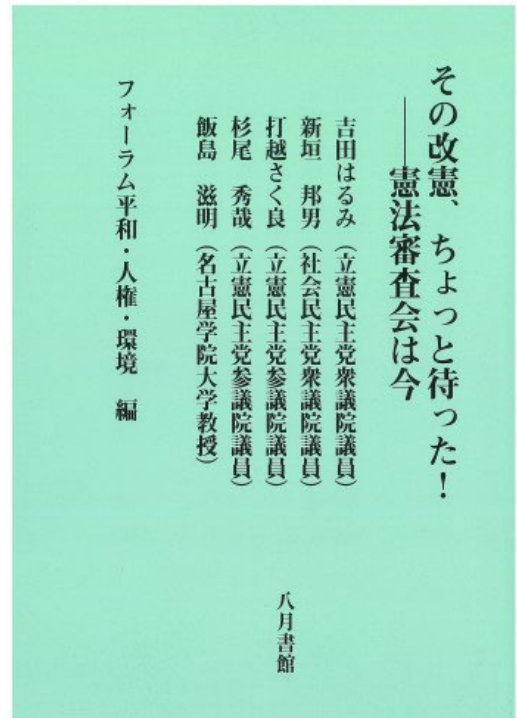 その改憲、ちょっと待った!
――憲法審査会は今
吉田はるみ(立憲民主党衆議院議員)
新垣 邦男(社会民主党衆議院議員)
打越さく良(立憲民主党参議院議員)
杉尾 秀哉(立憲民主党参議院議員)
飯島 滋明(名古屋学院大学教授)
フォーラム平和・人権・環境 編
八月書館